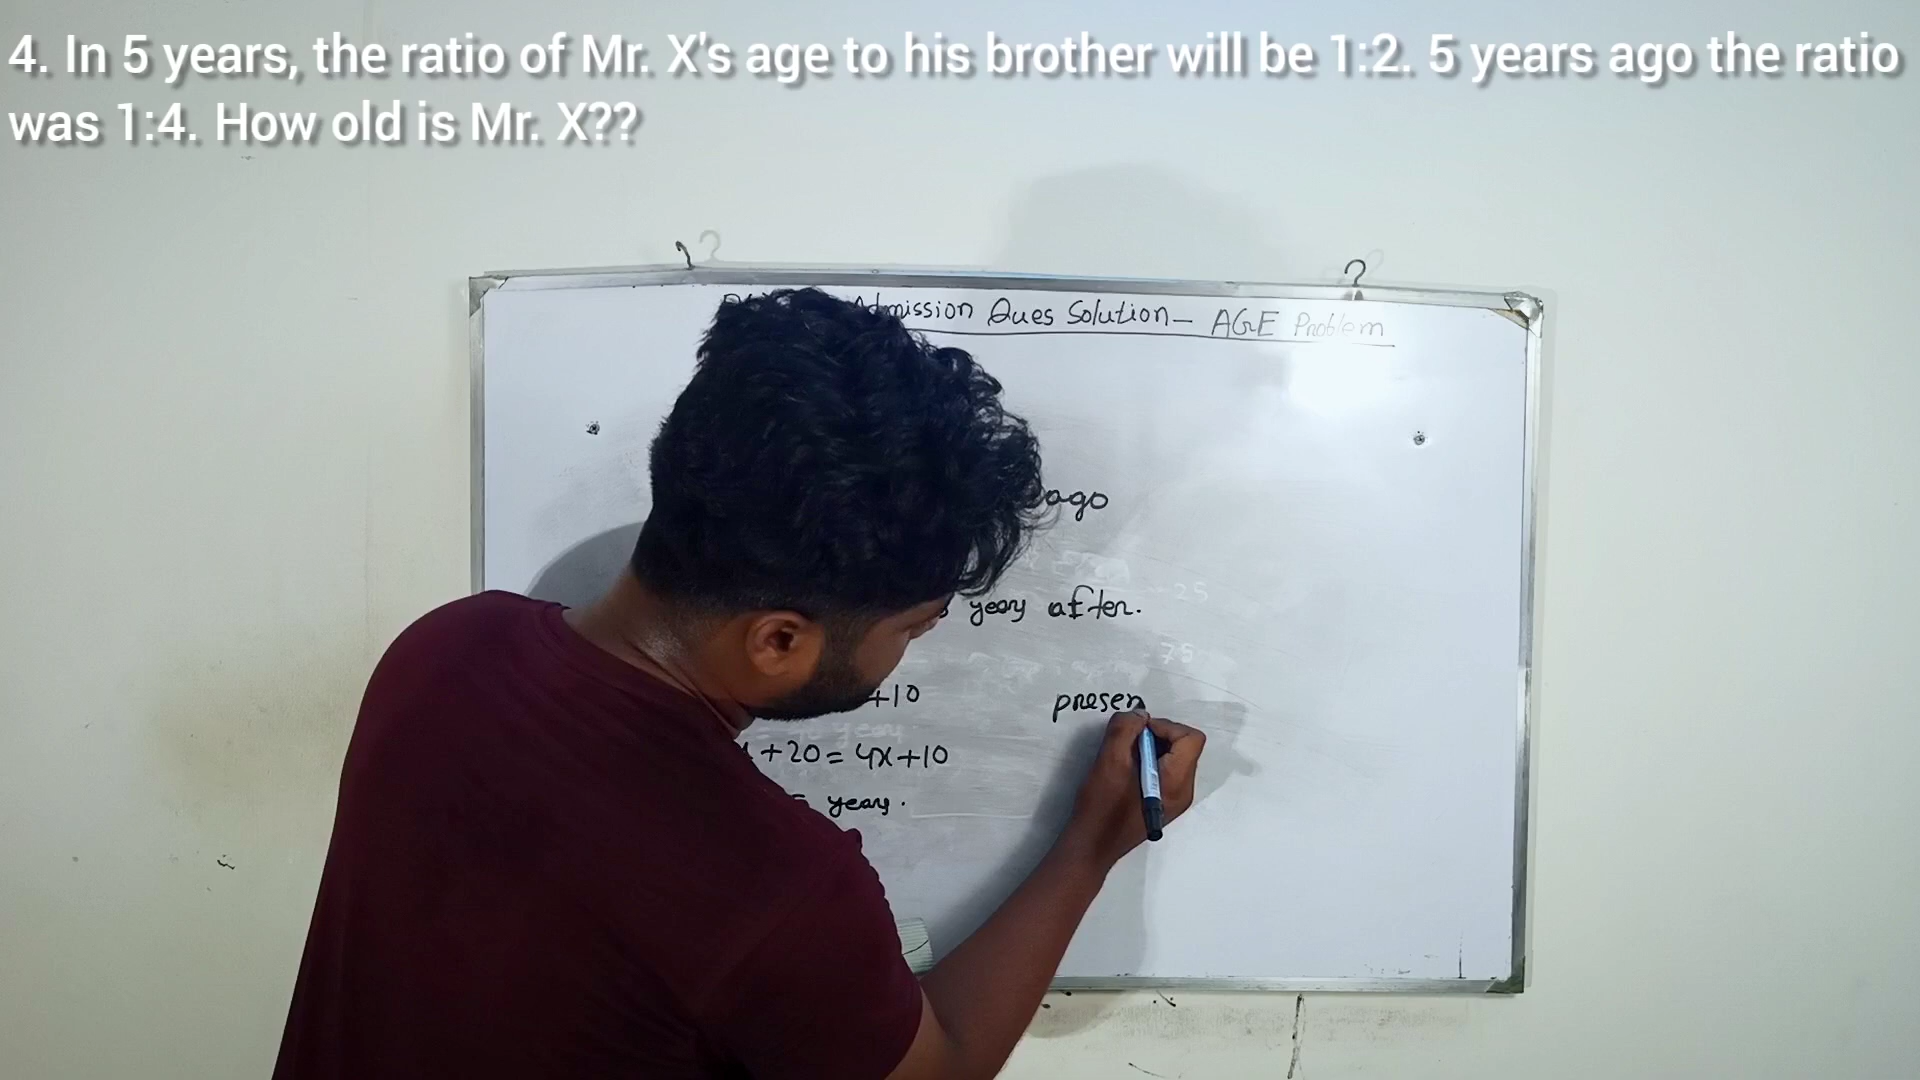 4. In 5 years, the ratio of Mr. X's age to his brother will be 1:2. 5 years ago the ratio
was 1:4. How old is Mr. X??
Admission Ques Solution- AGE Problem
ago
years after.
25
75
+10
presen
+20=4x+10
years.